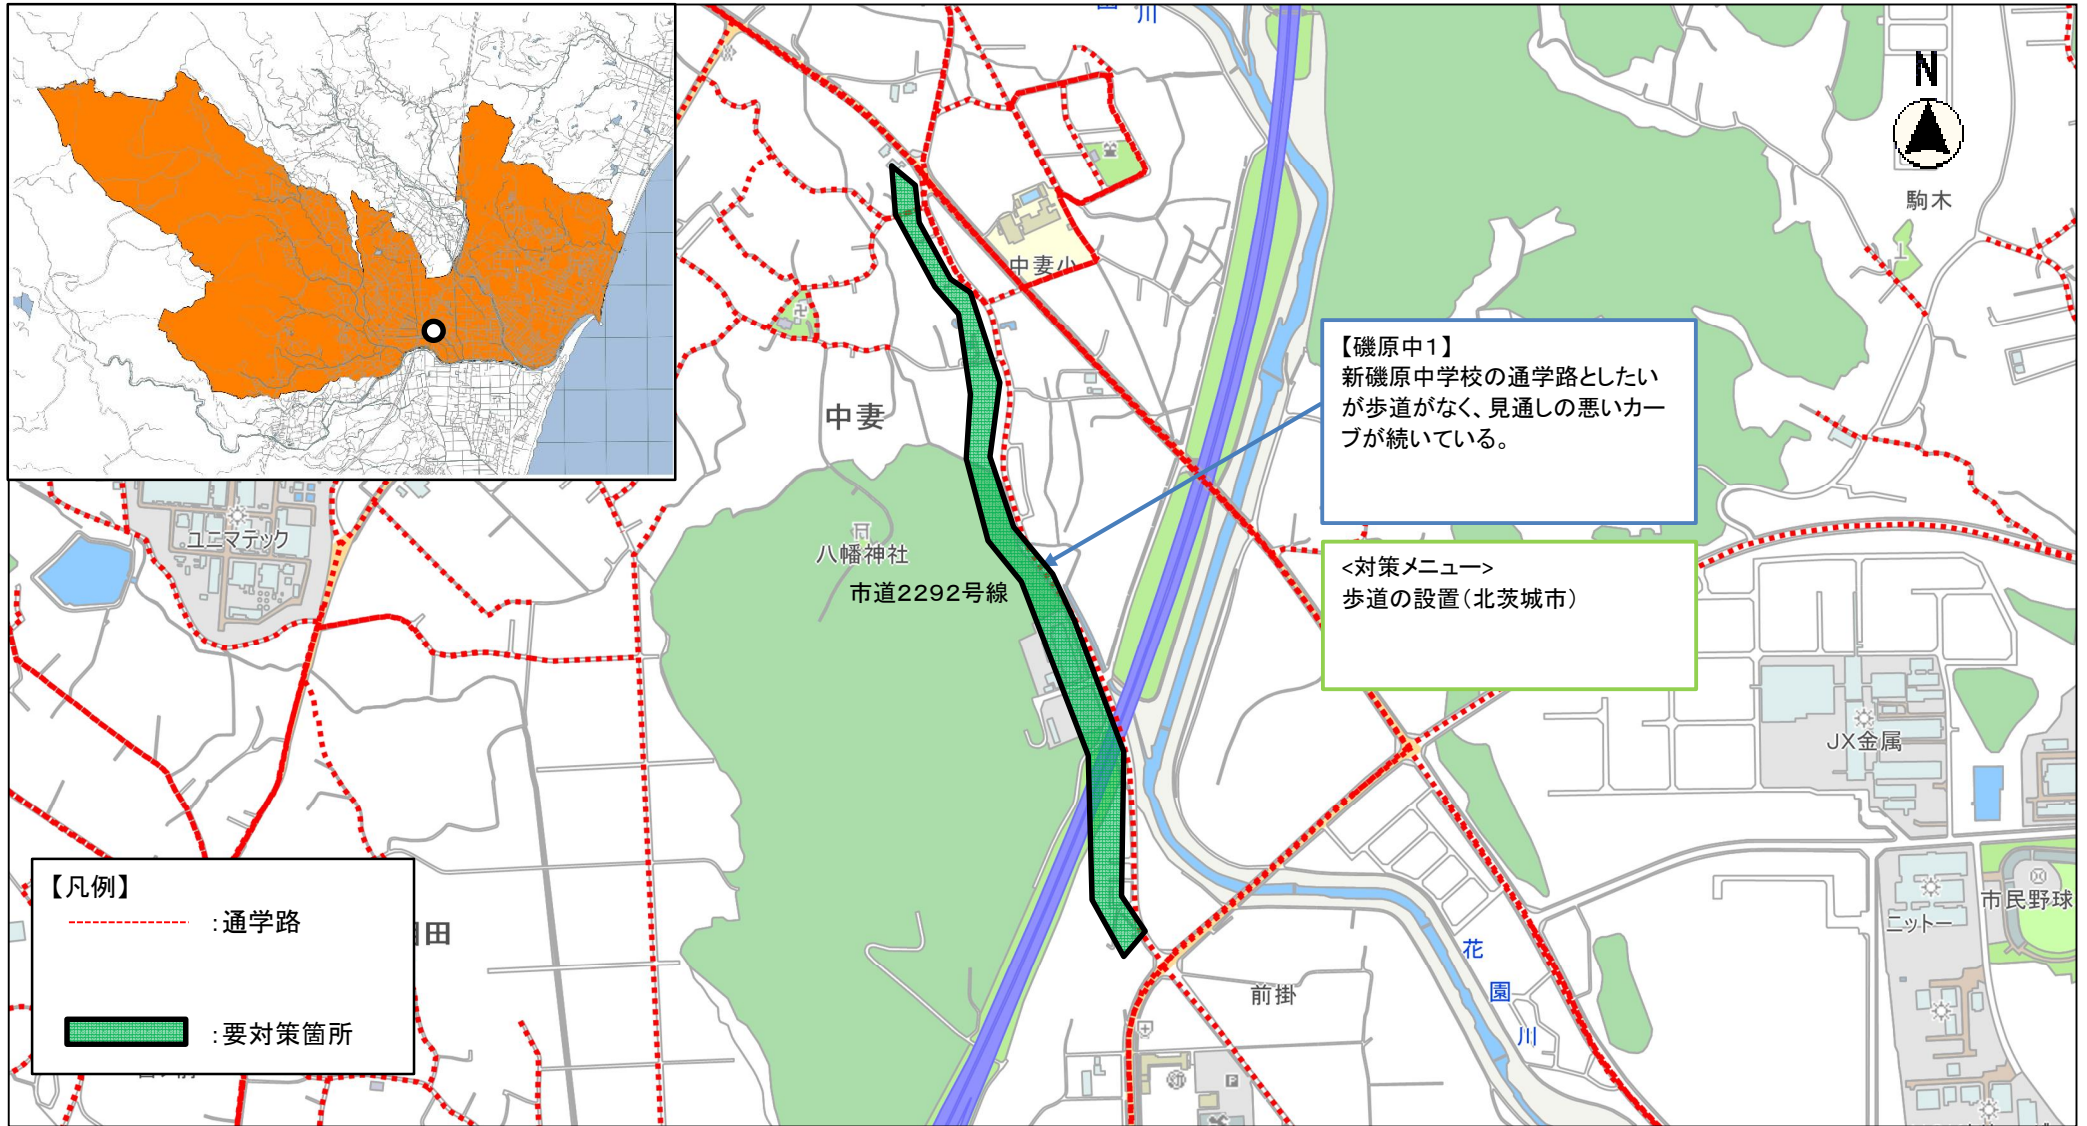 川
N
駒木
中妻小
【磯原中1】
新磯原中学校の通学路としたい
が歩道がなく、見通しの悪いカー
ブが続いている。
中妻
ユニマテック
八幡神社
市道2292号線
<対策メニュー>
歩道の設置(北茨城市)
JX金属
【凡例】
:通学路
:要対策箇所
田
市民野球
ニットー
花
園
川
前掛
P